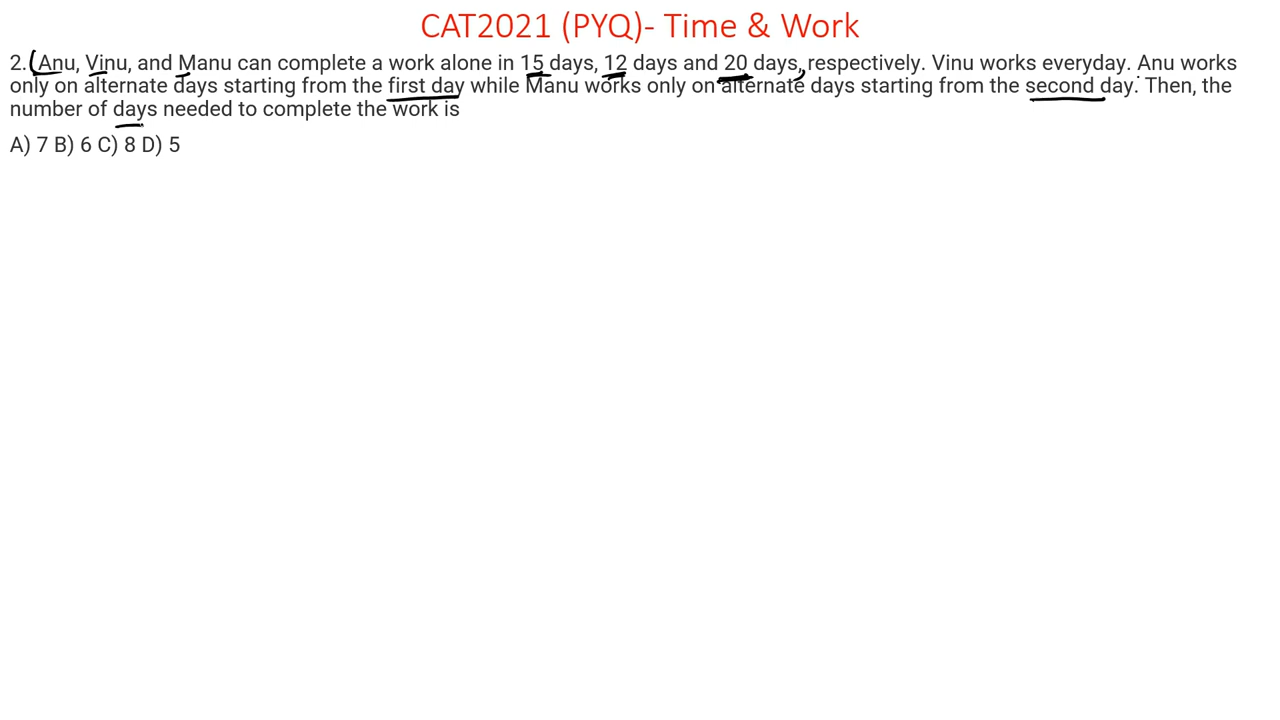 CAT2021 (PYQ)- Time & Work
2. Anu, Vinu, and Manu can complete a work alone in 15 days, 12 days and 20 days, respectively. Vinu works everyday. Anu works
only on alternate days starting from the first day while Manu works only on alternate days starting from the second day. Then, the
number of days needed to complete the work is
A) 7 B) 6 C) 8 D) 5